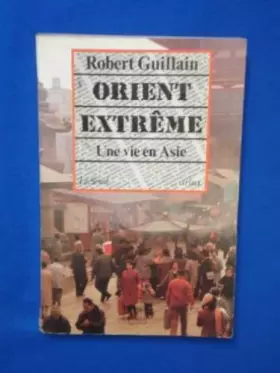 Robert Guillain
ORIENT
EXTRÊME
Une vie en Asie